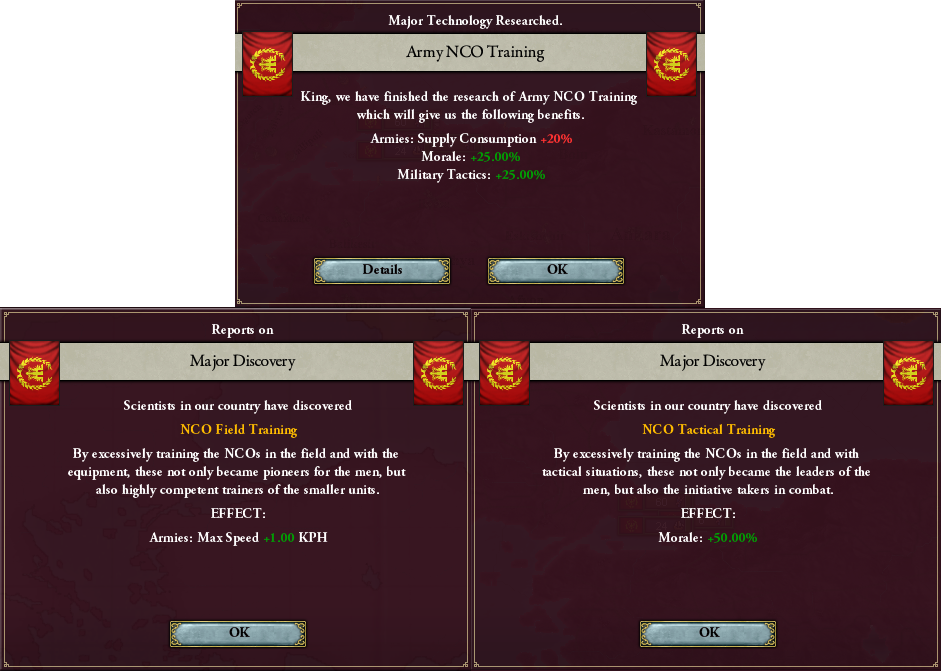 Major Technology Researched.
Army NCO Training
King, we have finished the research of Army NCO Training
which will give us the following benefits.
Armies: Supply Consumption +20%
Morale: +25.00%
Military Tactics: +25.00%
Details
OK
Reports on
Major Discovery
Scientists in our country have discovered
NCO Field Training
By excessively training the NCOs in the field and with the
equipment, these not only became pioneers for the men, but
also highly competent trainers of the smaller units.
EFFECT:
Armies: Max Speed +1.00 KPH
OK
Reports on
Major Discovery
Scientists in our country have discovered
NCO Tactical Training
By excessively training the NCOs in the field and with
tactical situations, these not only became the leaders of the
men, but also the initiative takers in combat.
EFFECT:
Morale: +50.00%
OK